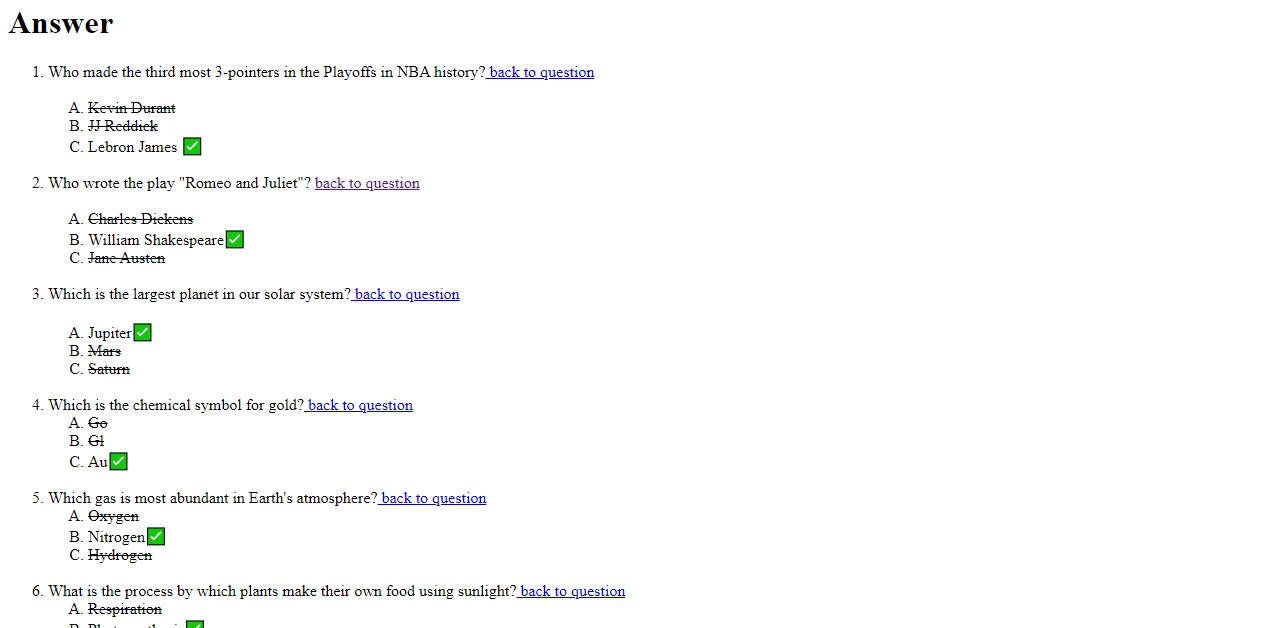 Answer
1. Who made the third most 3-pointers in the Playoffs in NBA history? back to question
A. Kevin Durant
B. JJ Reddick
C. Lebron James ✅
2. Who wrote the play "Romeo and Juliet"? back to question
A. Charles Dickens
B. William Shakespeare✅
C. Jane Austen
3. Which is the largest planet in our solar system? back to question
A. Jupiter✅
B. Mars
C. Saturn
4. Which is the chemical symbol for gold? back to question
A. Go
B. Gl
C. Au✅
5. Which gas is most abundant in Earth's atmosphere? back to question
A. Oxygen
B. Nitrogen✅
C. Hydrogen
6. What is the process by which plants make their own food using sunlight? back to question
A. Respiration